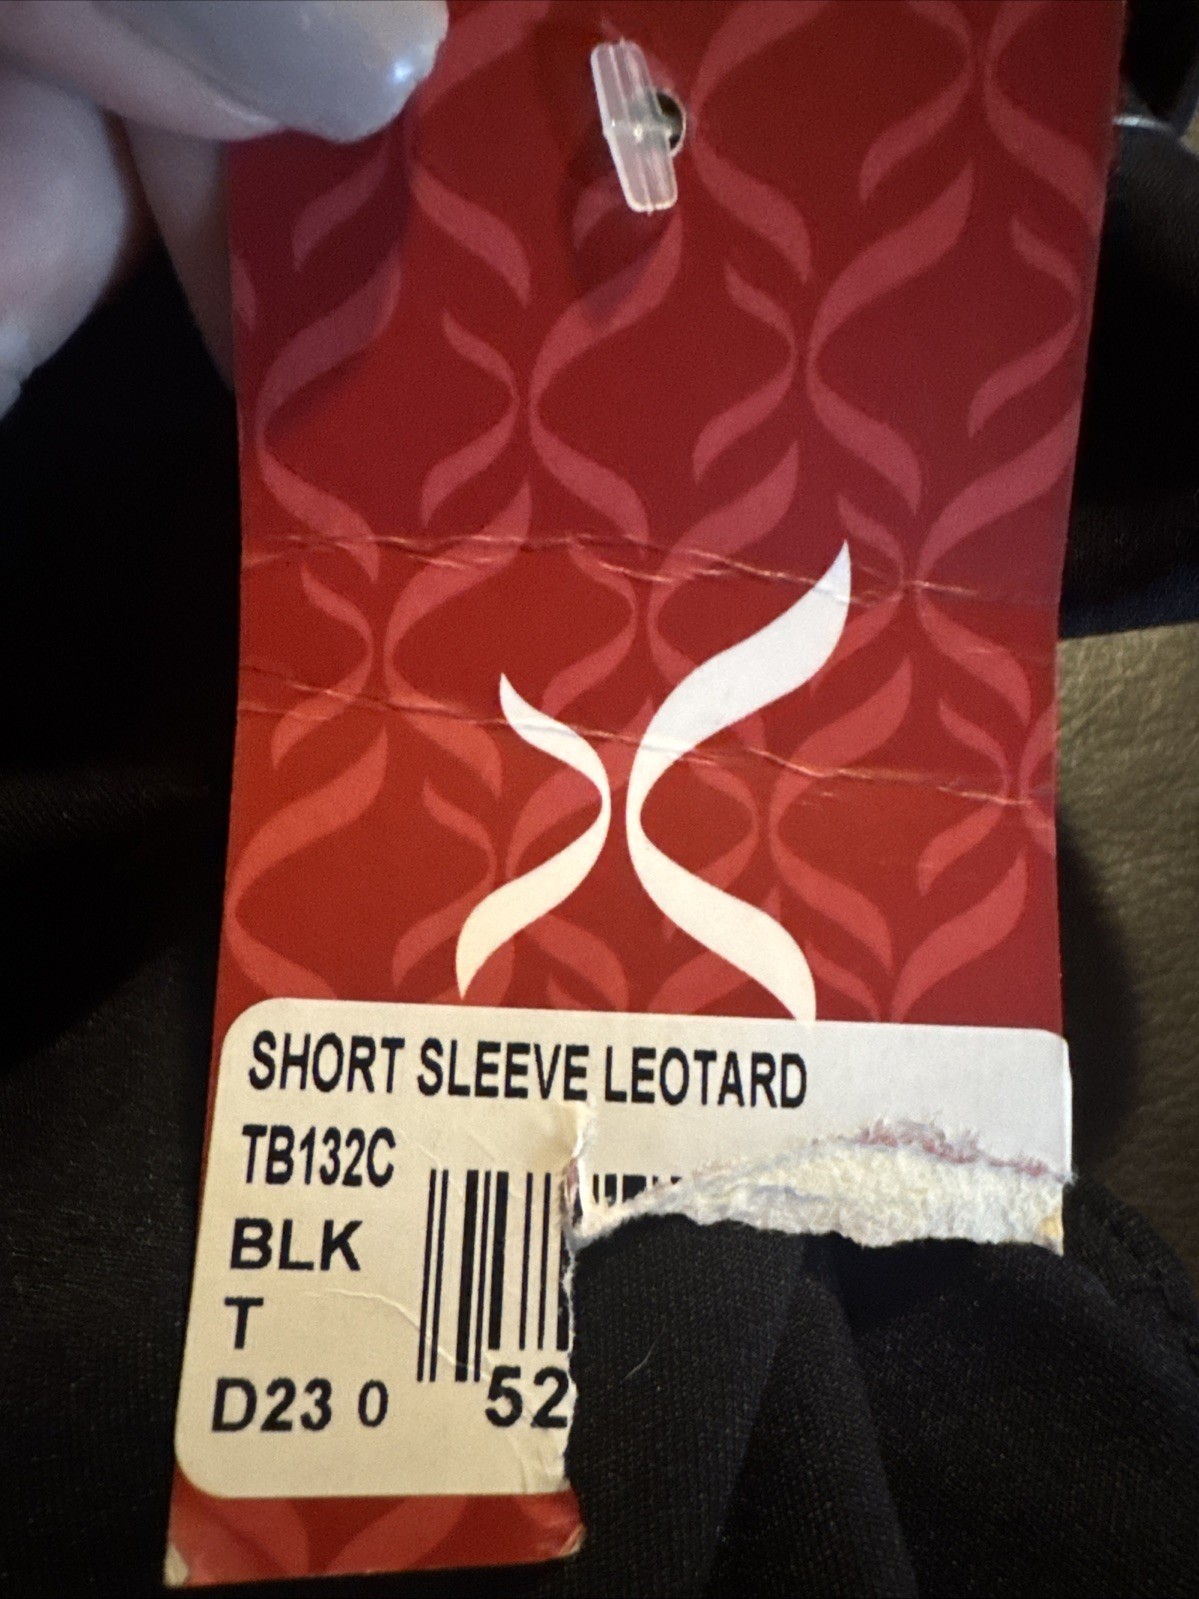 SHORT SLEEVE LEOTARD
TB132C
BLK
T
D23 0 52